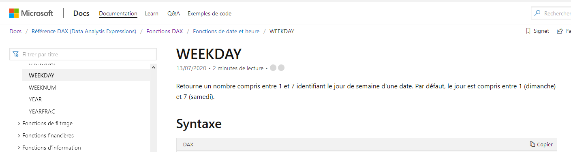 Microsoft Docs Documentation Learn Q&A Exemples de code Rechercher
Docs / Référence DAX (Data Analysis Expressions) / Fonctions DAX / Fonctions de date et heure / WEEKDAY Signet
Filtrer par titre
WEEKDAY
WEEKNUM
YEAR
YEARFRAC
Fonctions de filtrage
Fonctions financières
Fonctions d'information
WEEKDAY
13/07/2020 • 2 minutes de lecture •
Retourne un nombre compris entre 1 et 7 identifiant le jour de semaine d'une date. Par défaut, le jour est compris entre 1 (dimanche)
et 7 (samedi).
Syntaxe
DAX Copier